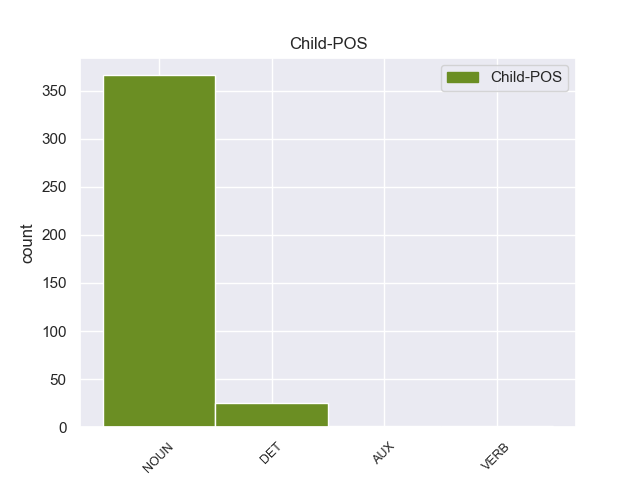 Child-POS
Child-POS
count
350
300
250
200
150
100
50
0
NOUN
DET
AUX
VERB